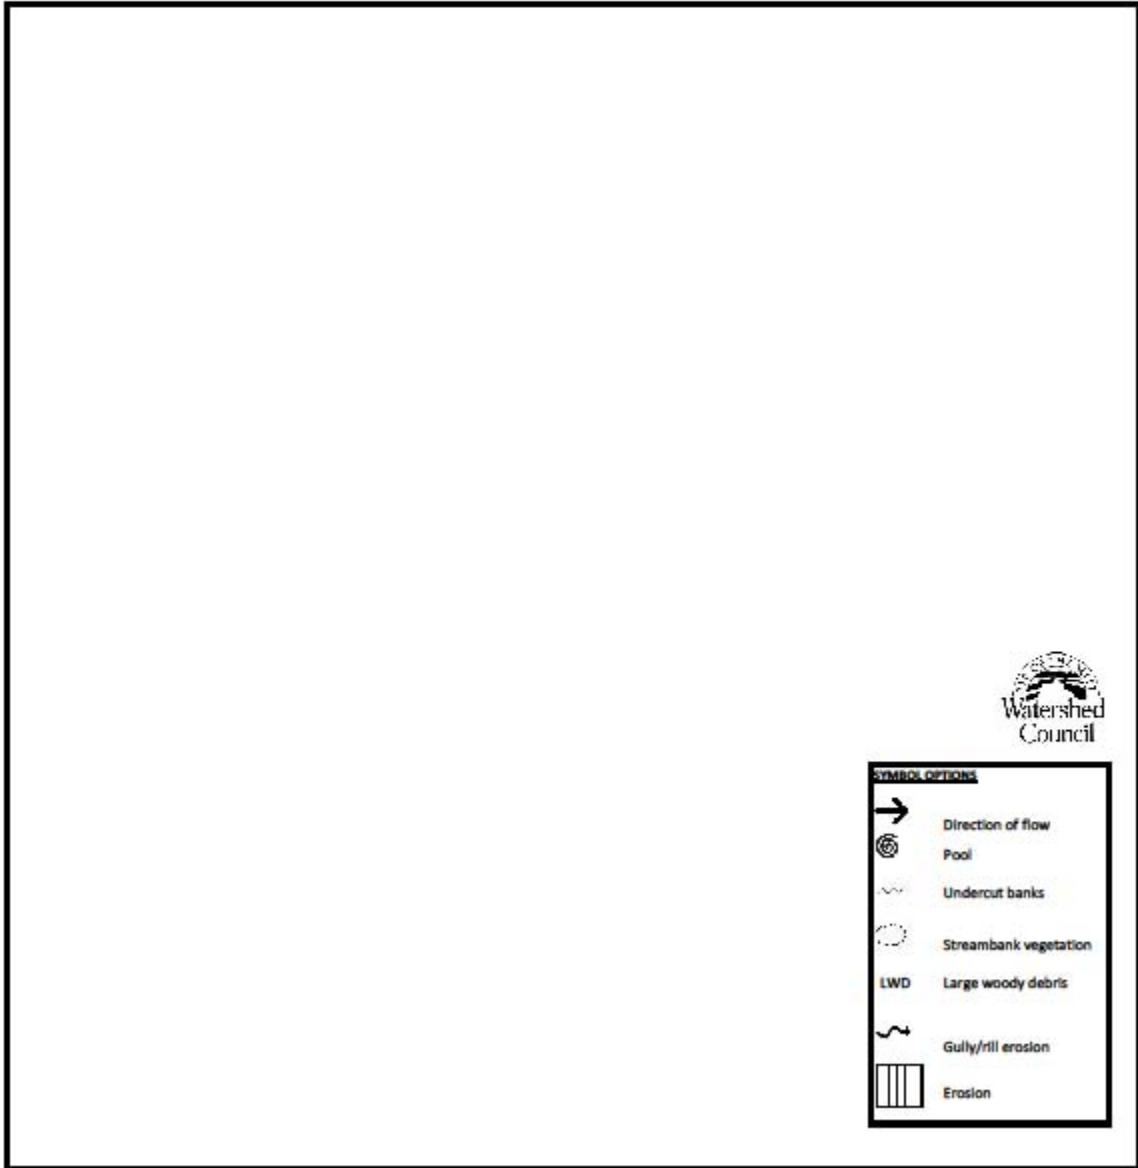 Watershed
Council
SYMBOL OPTIONS
Direction of flow
Pool
Undercut banks
Streambank vegetation
LWD Large woody debris
Gully/rill erosion
Erosion